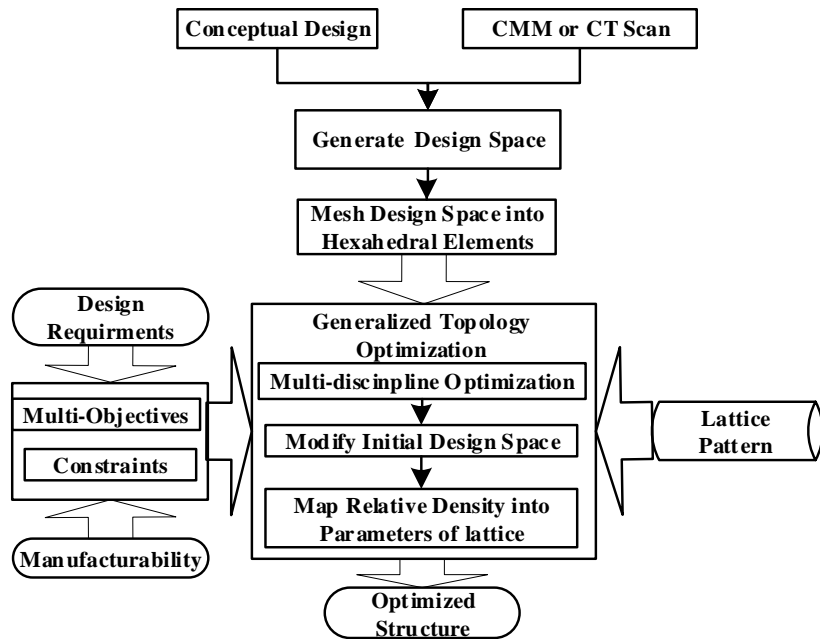 Conceptual Design
CMM or CT Scan
Generate Design Space
Mesh Design Space into
Hexahedral Elements
Design
Requirments
Generalized Topology
Optimization
Multi-discinpline Optimization
Multi-Objectives
Modify Initial Design Space
Lattice
Pattern
Constraints
Map Relative Density into
Parameters of lattice
Manufacturability
Optimized
Structure